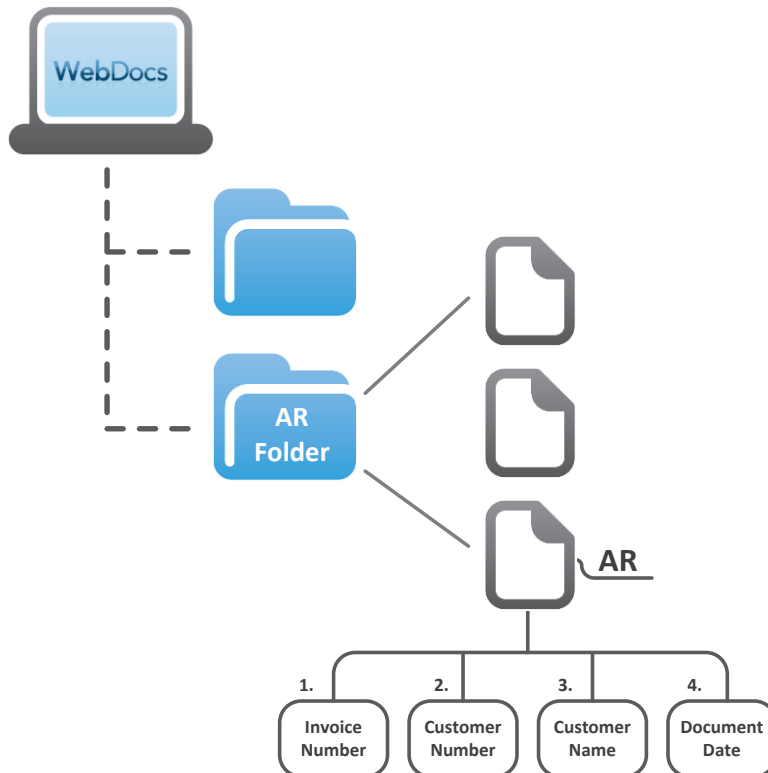 WebDocs
AR
Folder
AR
1.
2.
3.
4.
Invoice
Number
Customer
Number
Customer
Name
Document
Date